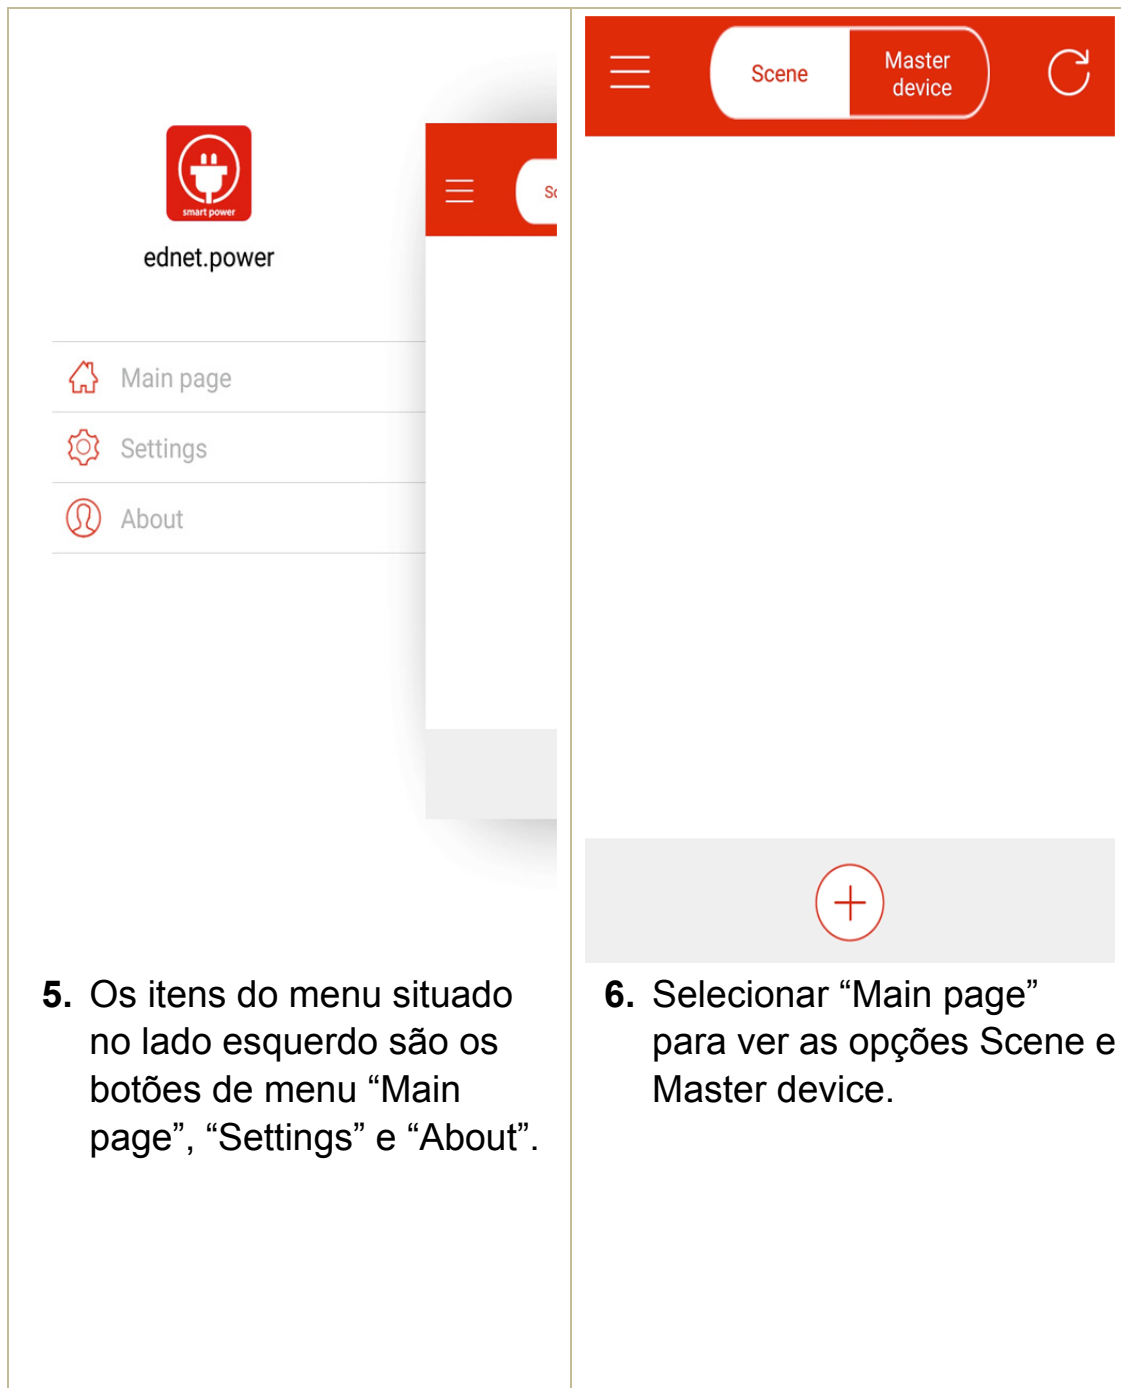 smart power
ednet.power
Main page
Settings
About
Sc
5. Os itens do menu situado
no lado esquerdo são os
botões de menu “Main
page”, “Settings” e “About”.
Scene
Master
device
6. Selecionar “Main page”
para ver as opções Scene e
Master device.